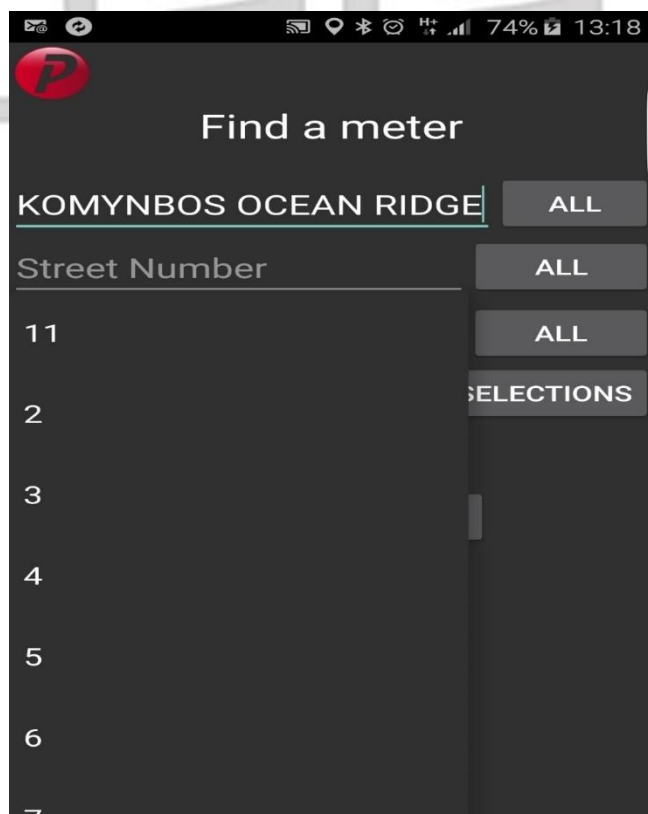 74% 13:18
P
Find a meter
KOMYNBOS OCEAN RIDGE ALL
Street Number ALL
11 ALL
SELECTIONS
2
3
4
5
6